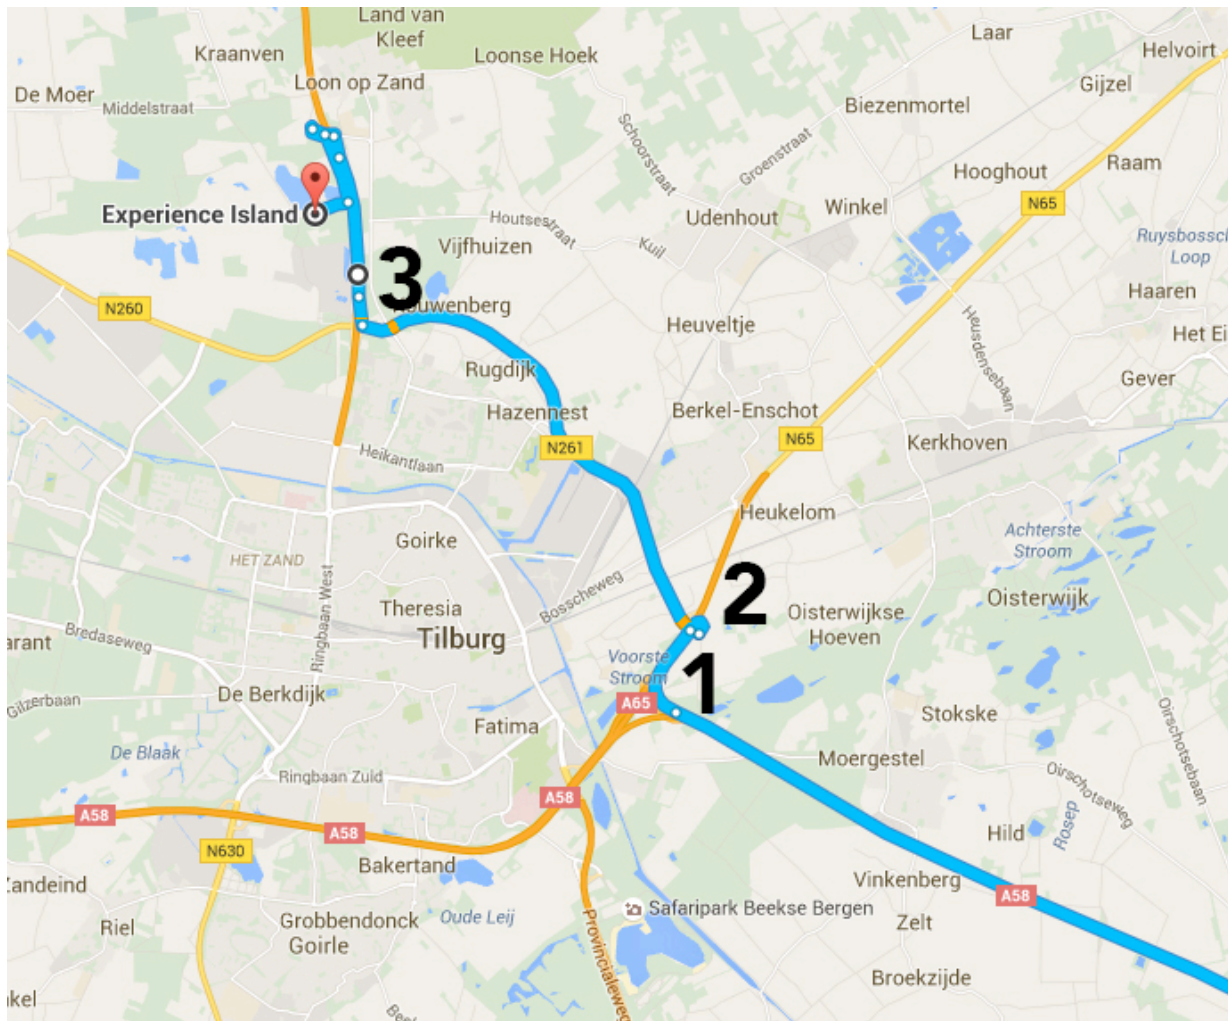 Land van
Kleef
Laar
Kraanven
Loonse Hoek
Helvoirt
Loon op Zand
Gijzel
De Moer
Middelstraat
Biezenmortel
Schoorstraat
Groenstraat
Raam
Hooghout
N65
Experience Island
Houtsestraat
Udenhout
Winkel
Vijfhuizen
Kuil
Ruysbossch
Loop
3
N260
Haaren
Heuveltje
Heusdensebaan
Het Ei
Rugdijk
Gever
Hazennest
Berkel-Enschot
N261
N65
Kerkhoven
Heikantlaan
Heukelom
Achterste
Stroom
Goirke
HET ZAND
2
Bosscheweg
Oisterwijk
Theresia
Oisterwijkse
Hoeven
Tilburg
Ringbaan West
Bredaseweg
arant
Voorste
Stroom
1
De Berkdijk
Gilzerbaan
A65
Stokske
Oirschotsebaan
Fatima
De Blaak
Moergestel
Ringbaan Zuid
Oirschotseweg
A58
A58
A58
Rosep
Hild
N630
Bakertand
Zandeind
Vinkenberg
A58
Safaripark Beekse Bergen
Oude Leij
Grobbendonck
Goirle
Riel
Zelt
Provincialeweg
Broekzijde
kel